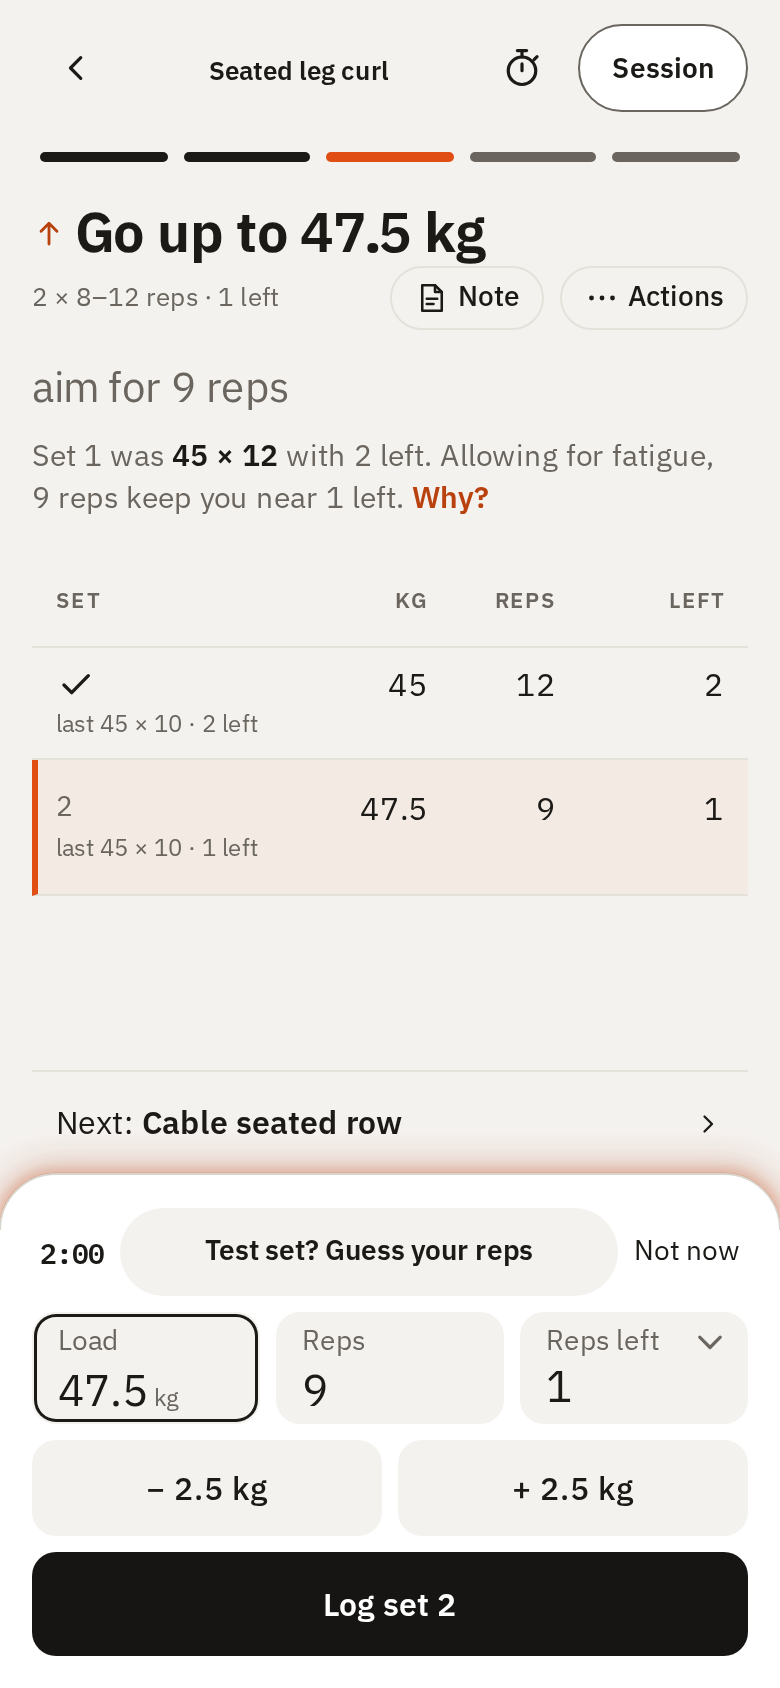 Seated leg curl
Session
↑ Go up to 47.5 kg
2 × 8–12 reps · 1 left
Note
··· Actions
aim for 9 reps
Set 1 was 45 × 12 with 2 left. Allowing for fatigue,
9 reps keep you near 1 left. Why?
SET KG REPS LEFT
✓ 45 12 2
last 45 × 10 · 2 left
2 47.5 9 1
last 45 × 10 · 1 left
Next: Cable seated row
2:00 Test set? Guess your reps Not now
Load Reps Reps left
47.5 kg 9 1
− 2.5 kg + 2.5 kg
Log set 2